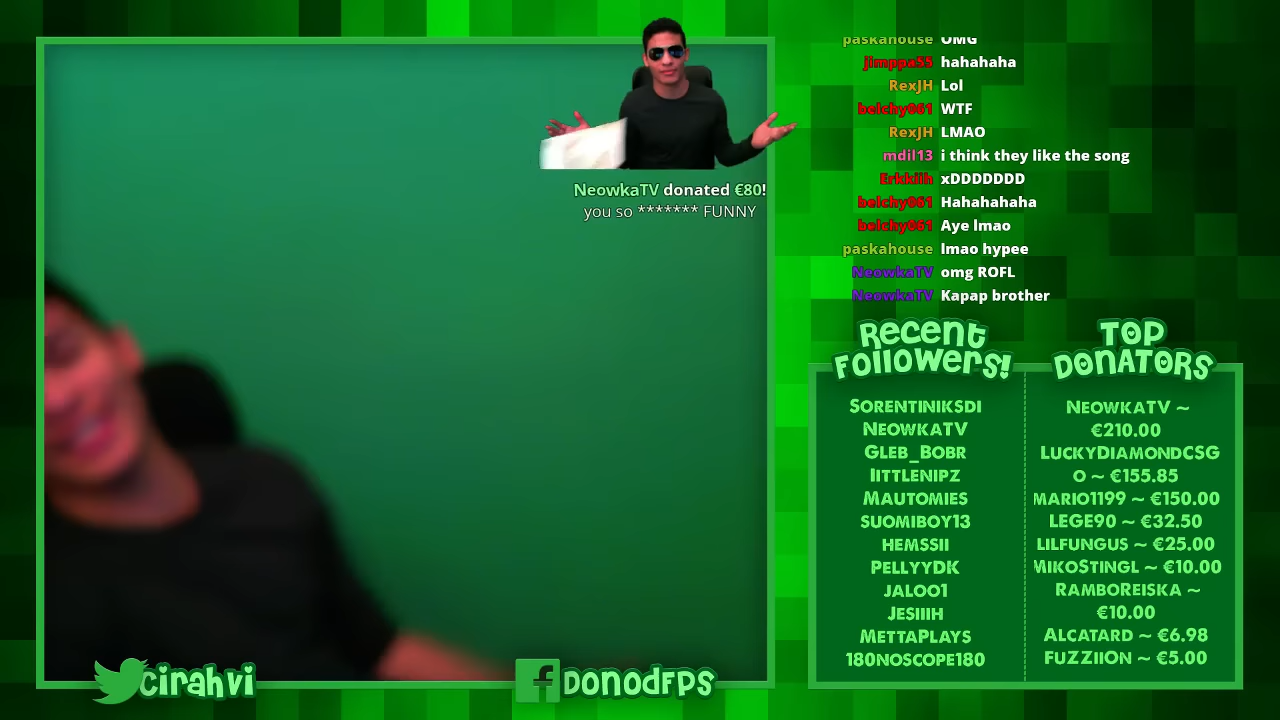 paskahouse OMG
jimppa55 hahahaha
RexJH Lol
belchy061 WTF
RexJH LMAO
mdil13 i think they like the song
Erkkiih xDDDDDDD
belchy061 Hahahahaha
belchy061 Aye lmao
paskahouse lmao hypee
NeowkaTV omg ROFL
NeowkaTV Kapap brother
NeowkaTV donated €80!
you so ******* FUNNY
Recent
Followers!
Sorentiniksdi
NeowkaTV
Gleb_Bobr
Iittlenipz
Mautomies
suomiboy13
hemssii
PellyyDK
jaloo1
Jesiiih
MettaPlays
180noscope180
Top
Donators
NeowkaTV ~
€210.00
LuckyDiamondCSG
O ~ €155.85
mario1199 ~ €150.00
LEGE90 ~ €32.50
lilfungus ~ €25.00
MikoStingl ~ €10.00
RamboReiska ~
€10.00
Alcatard ~ €6.98
FuZZiiON ~ €5.00
cirahvi
f DonodFPS